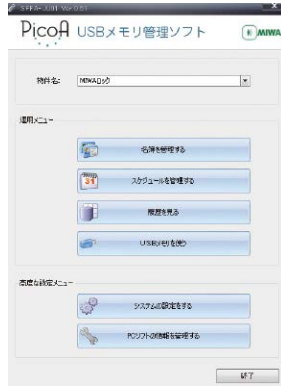 PicoA USBメモリ管理ソフト MIWA
物件名: MIWAロック
運用メニュー
名簿を管理する
スケジュールを管理する
履歴を見る
USBメモリを使う
高度な設定メニュー
システムの設定をする
PCソフトの情報を管理する
終了